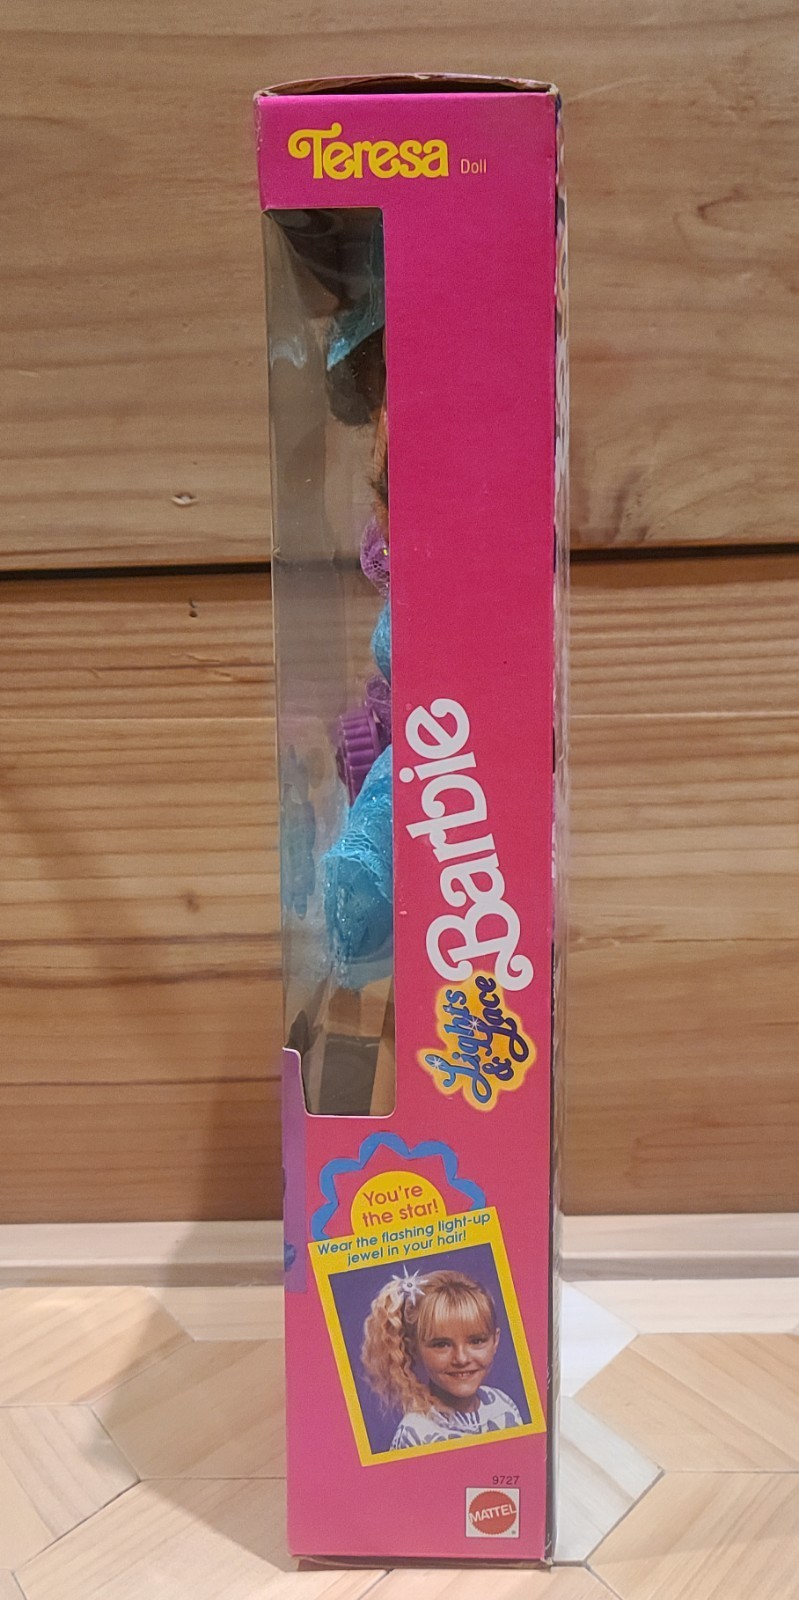 Teresa Doll
Barbie
Lights
& Lace
You're
the star!
Wear the flashing light-up
jewel in your hair!
9727
MATTEL